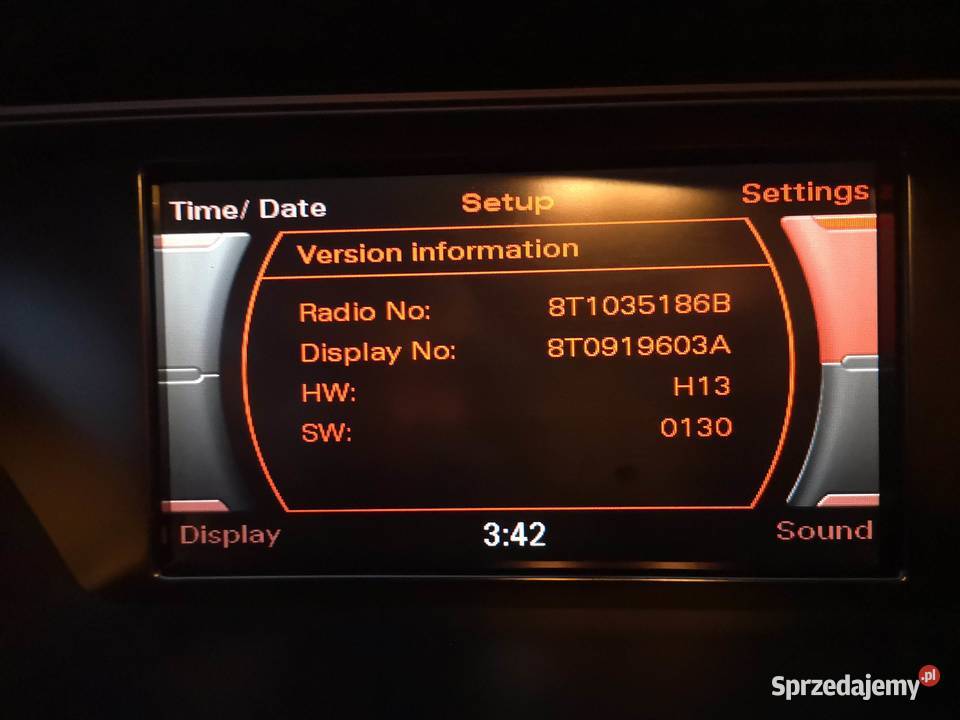 Time/ Date Setup Settings
Version information
Radio No: 8T1035186B
Display No: 8T0919603A
HW: H13
SW: 0130
Display 3:42 Sound
Sprzedajemy.pl